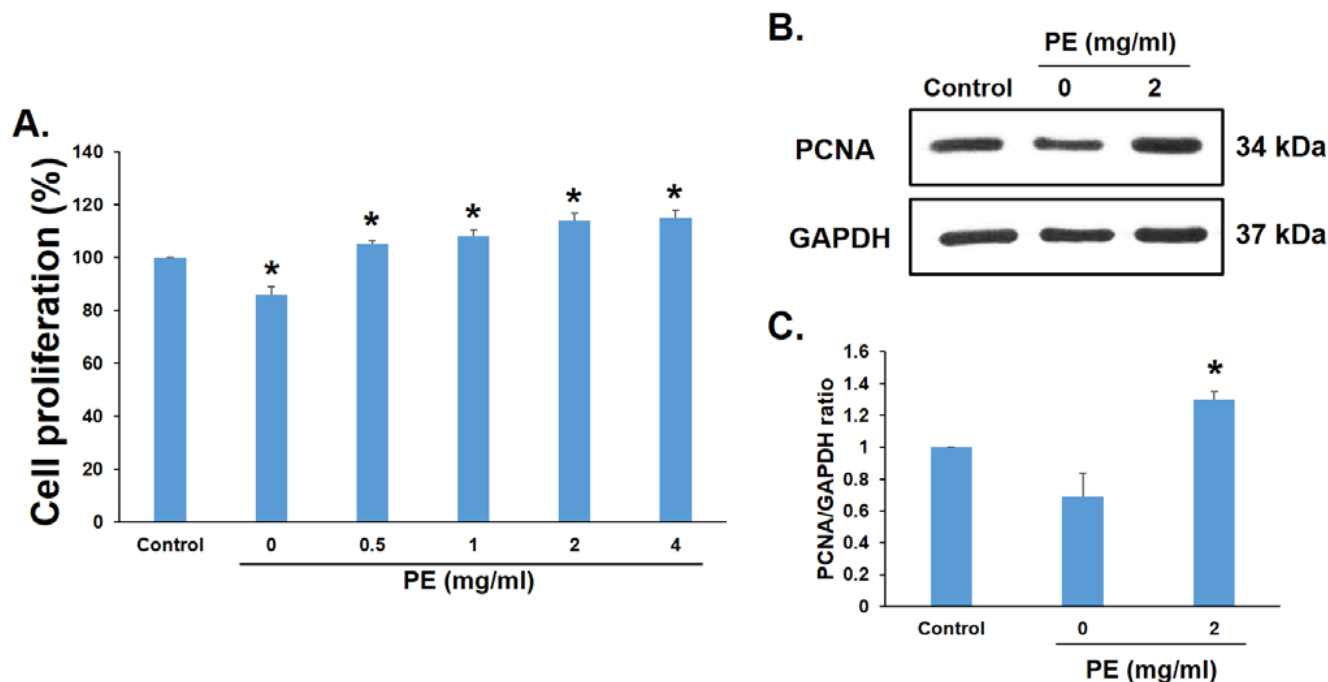 A.
Cell proliferation (%)
140
120
100
80
60
40
20
0
*
*
*
*
*
Control 0 0.5 1 2 4
PE (mg/ml)
B.
PE (mg/ml)
Control 0 2
PCNA 34 kDa
GAPDH 37 kDa
C.
PCNA/GAPDH ratio
1.6
1.4
1.2
1
0.8
0.6
0.4
0.2
0
*
Control 0 2
PE (mg/ml)